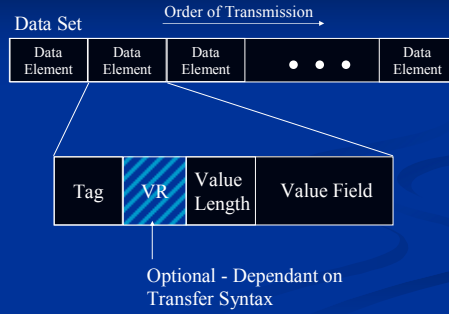 Order of Transmission
Data Set
Data Element
Data Element
Data Element
• • •
Data Element
Tag
VR
Value Length
Value Field
Optional - Dependant on
Transfer Syntax